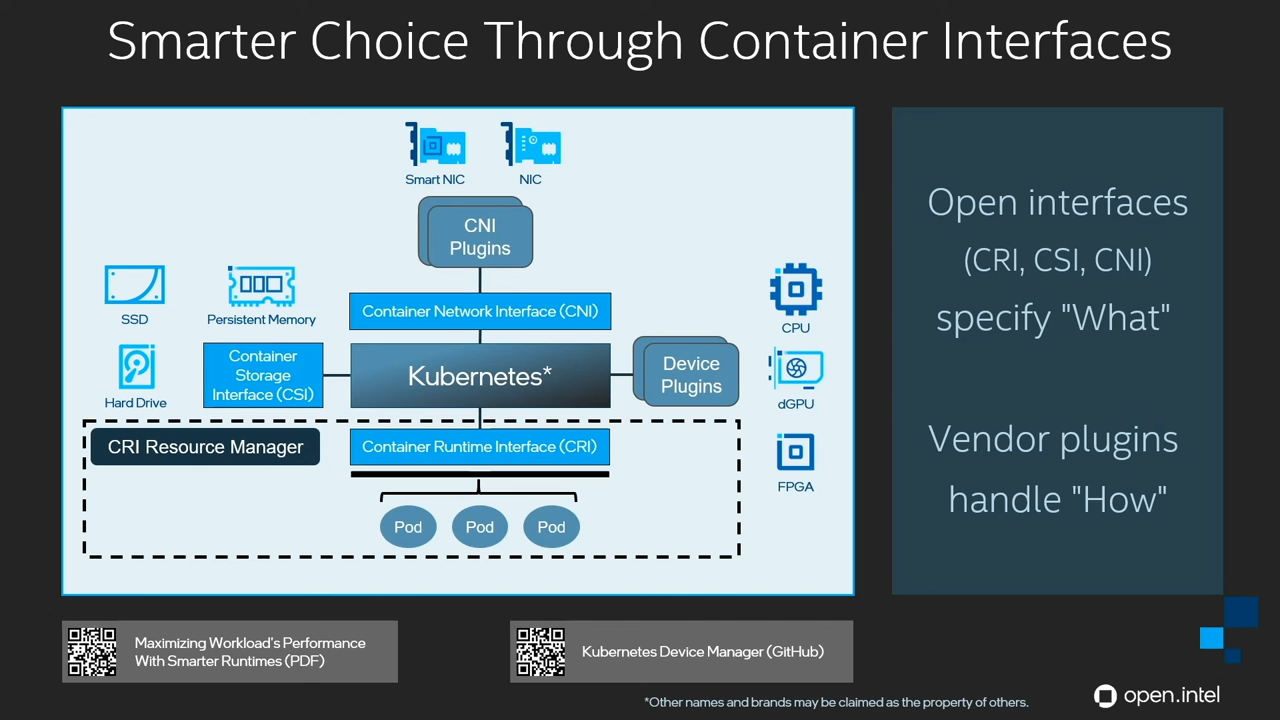 Smarter Choice Through Container Interfaces
Smart NIC
NIC
CNI
Plugins
SSD
Persistent Memory
Container Network Interface (CNI)
CPU
Hard Drive
Container
Storage
Interface (CSI)
Kubernetes*
Device
Plugins
dGPU
CRI Resource Manager
Container Runtime Interface (CRI)
FPGA
Pod
Pod
Pod
Open interfaces
(CRI, CSI, CNI)
specify "What"
Vendor plugins
handle "How"
Maximizing Workload's Performance
With Smarter Runtimes (PDF)
Kubernetes Device Manager (GitHub)
*Other names and brands may be claimed as the property of others.
open.intel